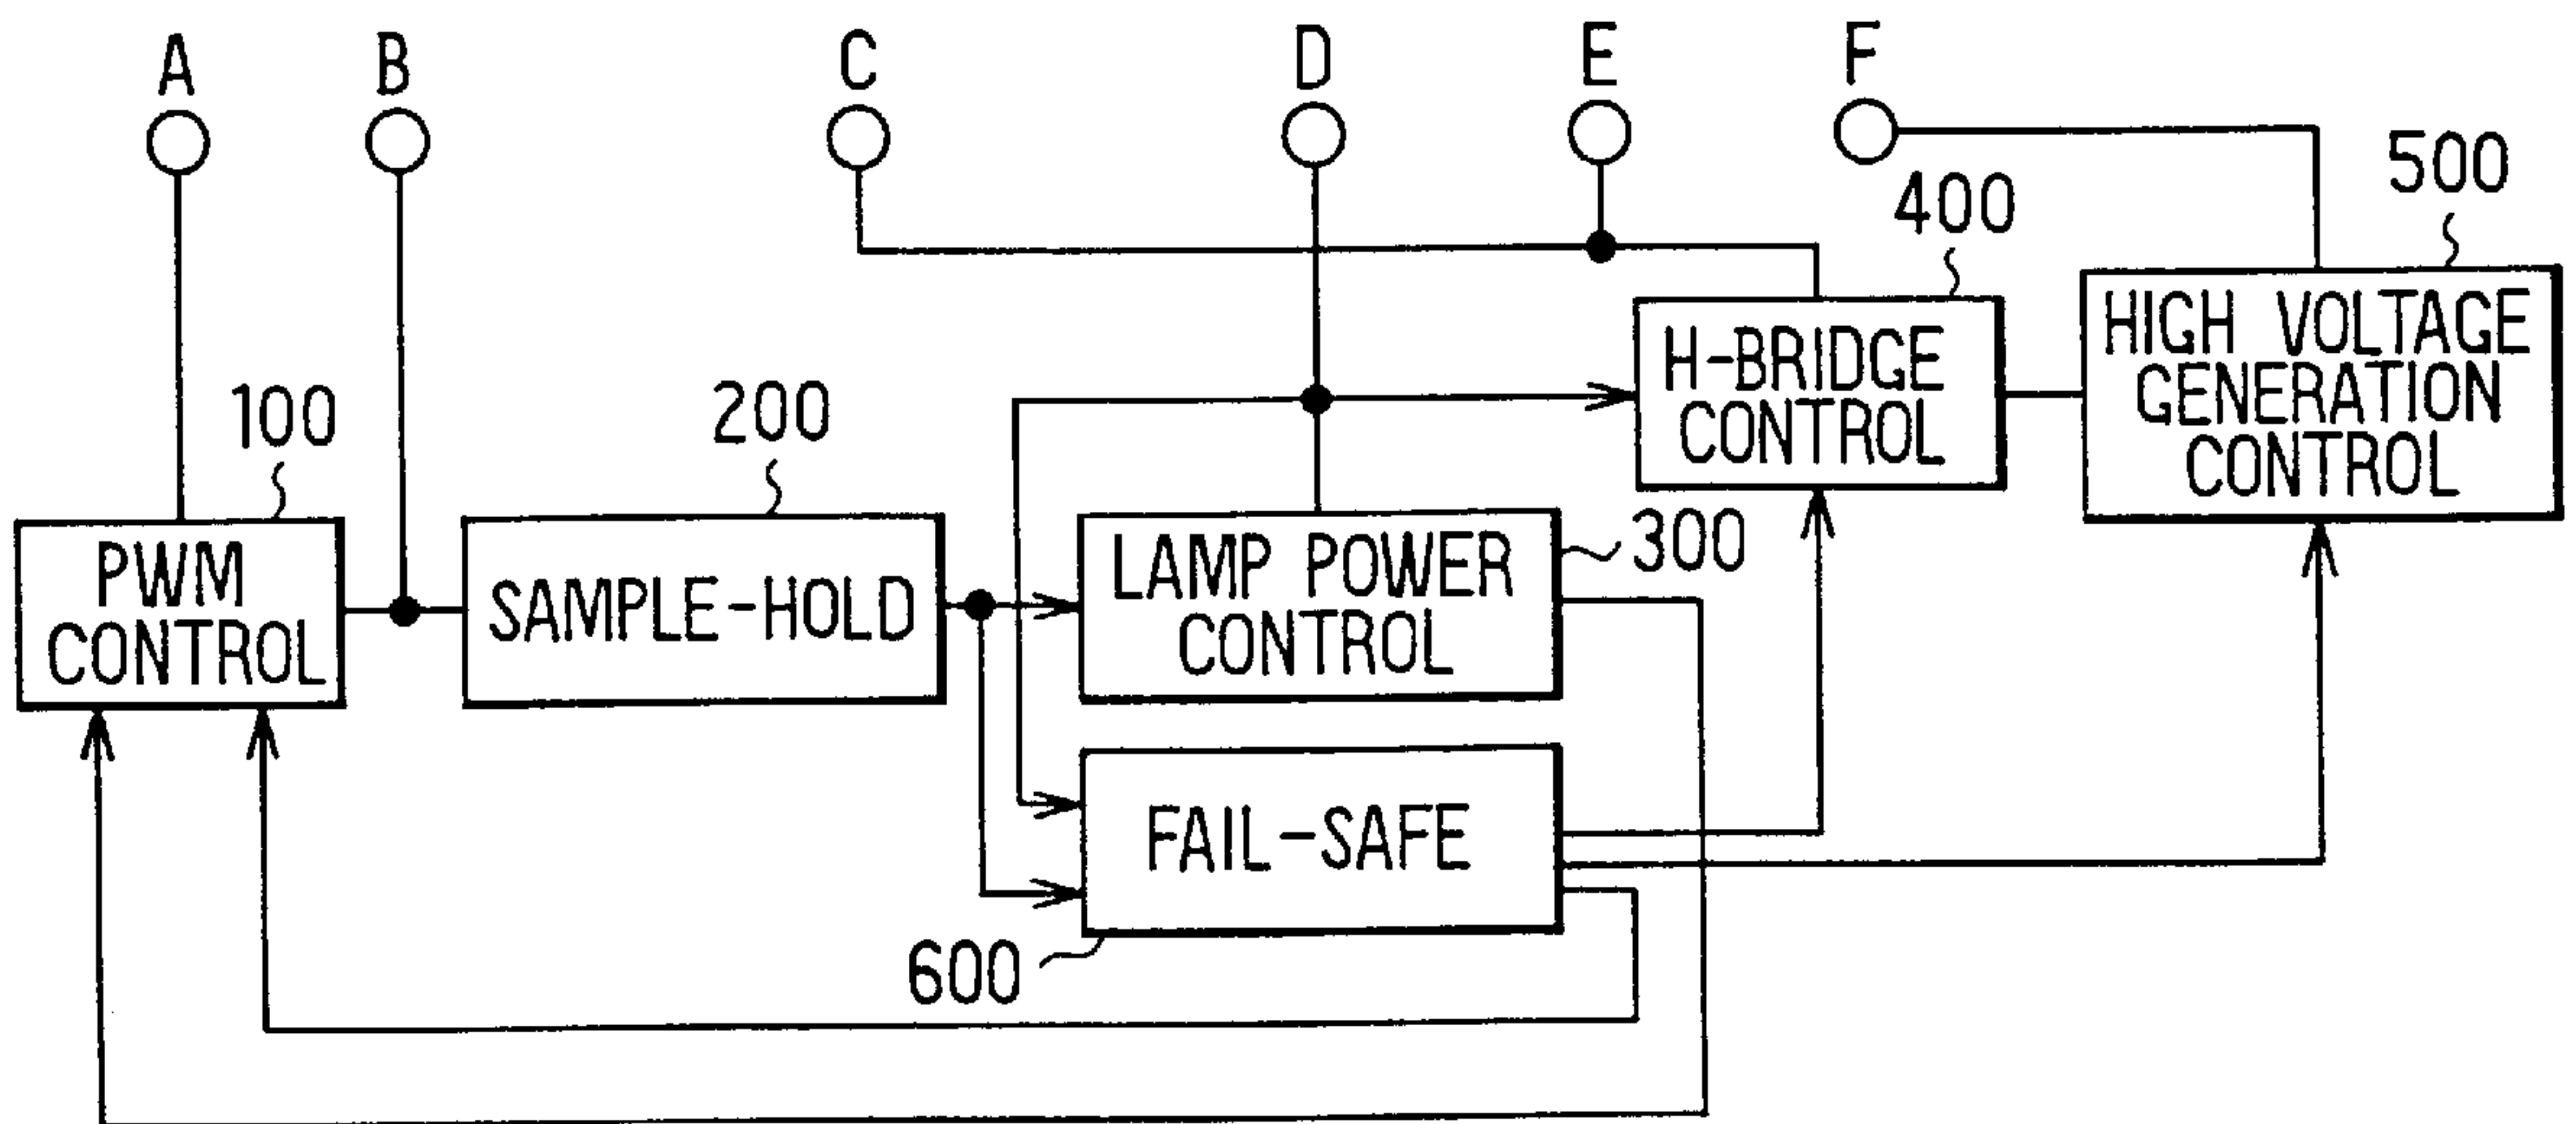 A
B
C
D
E
F
100
200
300
400
500
PWM
CONTROL
SAMPLE-HOLD
LAMP POWER
CONTROL
H-BRIDGE
CONTROL
HIGH VOLTAGE
GENERATION
CONTROL
FAIL-SAFE
600